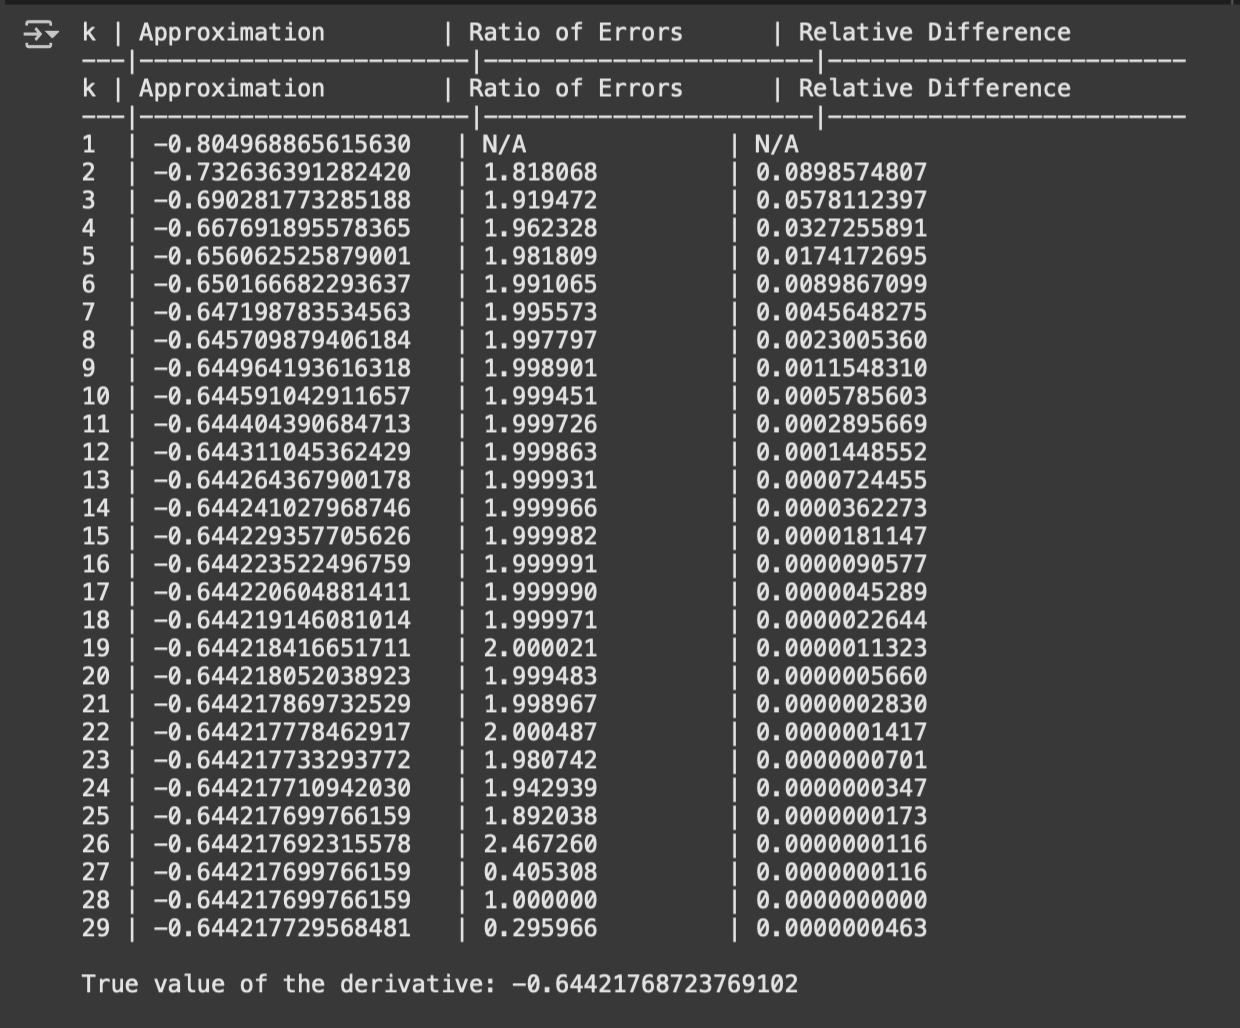 k | Approximation | Ratio of Errors | Relative Difference
---|-----------------------|-----------------------|-------------------------
k | Approximation | Ratio of Errors | Relative Difference
---|-----------------------|-----------------------|-------------------------
1 | -0.804968865615630 | N/A | N/A
2 | -0.732636391282420 | 1.818068 | 0.0898574807
3 | -0.690281773285188 | 1.919472 | 0.0578112397
4 | -0.667691895578365 | 1.962328 | 0.0327255891
5 | -0.656062525879001 | 1.981809 | 0.0174172695
6 | -0.650166682293637 | 1.991065 | 0.0089867099
7 | -0.647198783534563 | 1.995573 | 0.0045648275
8 | -0.645709879406184 | 1.997797 | 0.0023005360
9 | -0.644964193616318 | 1.998901 | 0.0011548310
10 | -0.644591042911657 | 1.999451 | 0.0005785603
11 | -0.644404390684713 | 1.999726 | 0.0002895669
12 | -0.644311045362429 | 1.999863 | 0.0001448552
13 | -0.644264367900178 | 1.999931 | 0.0000724455
14 | -0.644241027968746 | 1.999966 | 0.0000362273
15 | -0.644229357705626 | 1.999982 | 0.0000181147
16 | -0.644223522496759 | 1.999991 | 0.0000090577
17 | -0.644220604881411 | 1.999990 | 0.0000045289
18 | -0.644219146081014 | 1.999971 | 0.0000022644
19 | -0.644218416651711 | 2.000021 | 0.0000011323
20 | -0.644218052038923 | 1.999483 | 0.0000005660
21 | -0.644217869732529 | 1.998967 | 0.0000002830
22 | -0.644217778462917 | 2.000487 | 0.0000001417
23 | -0.644217733293772 | 1.980742 | 0.0000000701
24 | -0.644217710942030 | 1.942939 | 0.0000000347
25 | -0.644217699766159 | 1.892038 | 0.0000000173
26 | -0.644217692315578 | 2.467260 | 0.0000000116
27 | -0.644217699766159 | 0.405308 | 0.0000000116
28 | -0.644217699766159 | 1.000000 | 0.0000000000
29 | -0.644217729568481 | 0.295966 | 0.0000000463
True value of the derivative: -0.64421768723769102